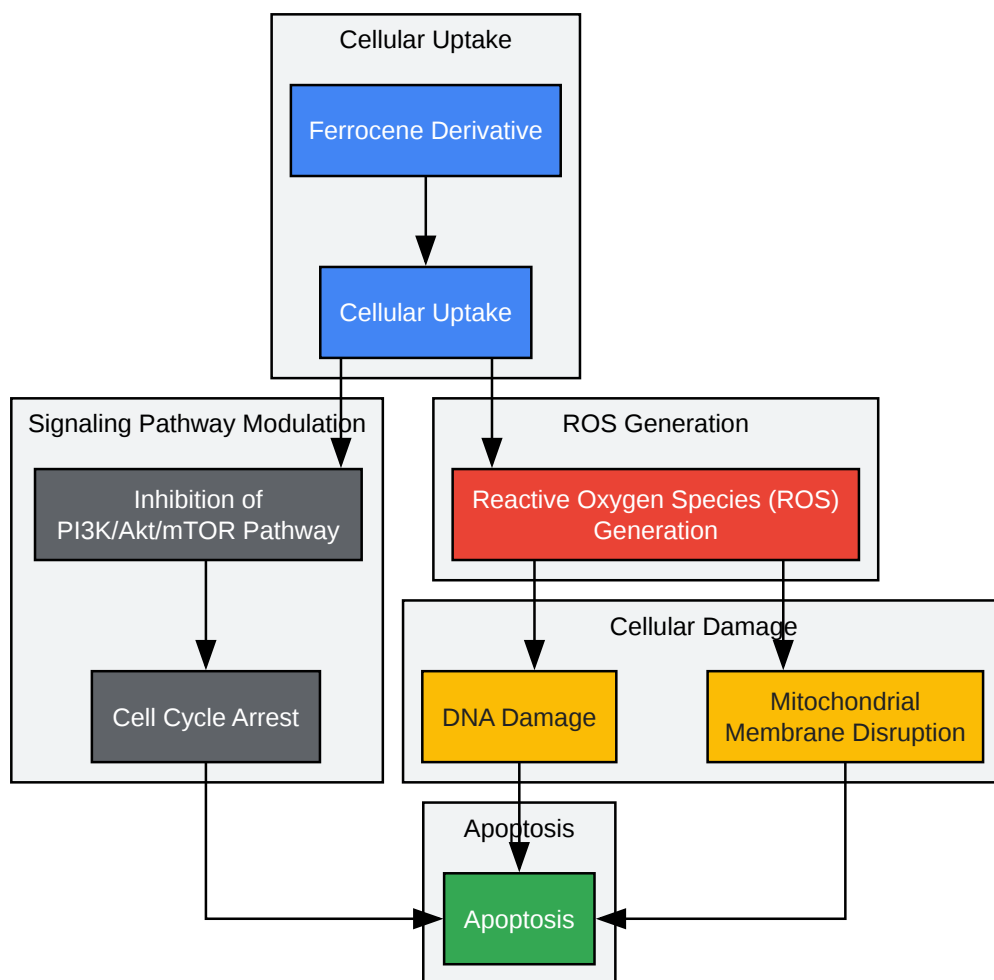 Cellular Uptake
Ferrocene Derivative
Cellular Uptake
Signaling Pathway Modulation
Inhibition of
PI3K/Akt/mTOR Pathway
Cell Cycle Arrest
ROS Generation
Reactive Oxygen Species (ROS)
Generation
Cellular Damage
DNA Damage
Mitochondrial
Membrane Disruption
Apoptosis
Apoptosis